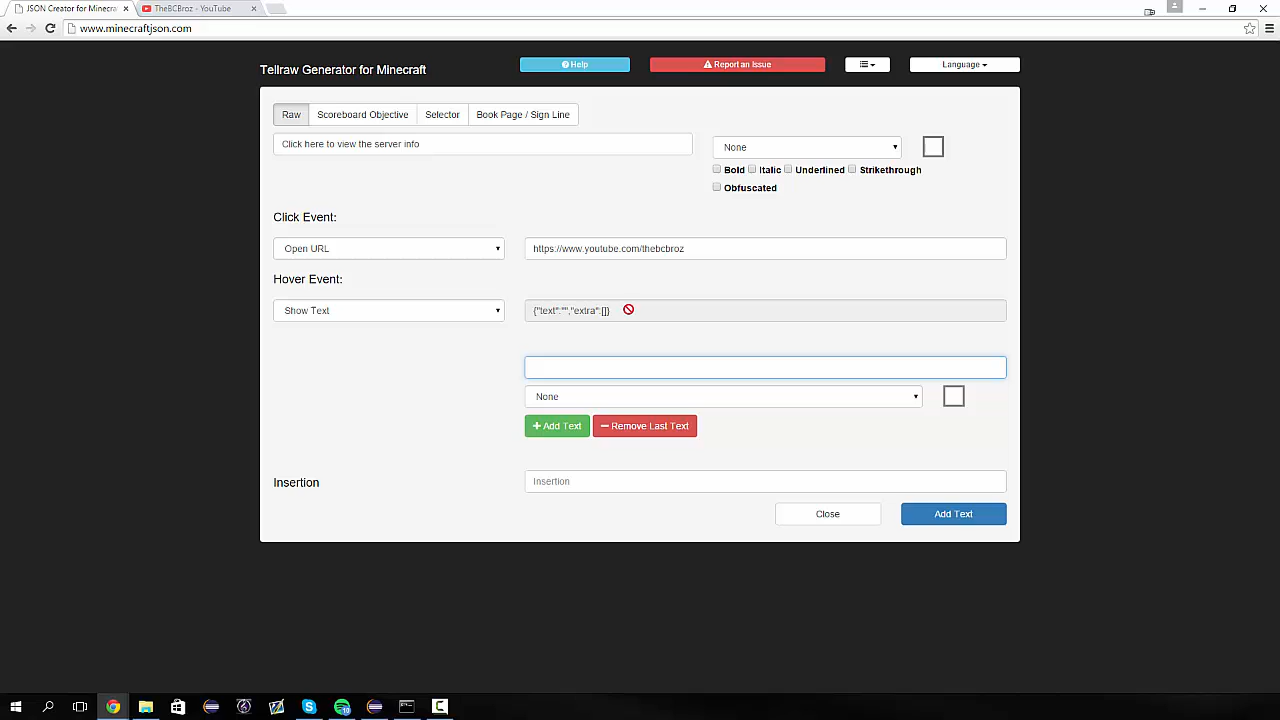 JSON Creator for Minecra
TheBCBroz - YouTube
www.minecraftjson.com
Tellraw Generator for Minecraft
Help
Report an Issue
Language
Raw
Scoreboard Objective
Selector
Book Page / Sign Line
Click here to view the server info
None
Bold
Italic
Underlined
Strikethrough
Obfuscated
Click Event:
Open URL
https://www.youtube.com/thebcbroz
Hover Event:
Show Text
{"text":"","extra":[]}
None
Add Text
Remove Last Text
Insertion
Insertion
Close
Add Text